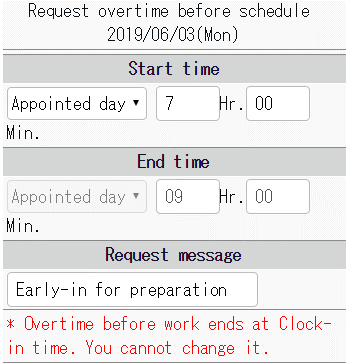 Request overtime before schedule
2019/06/03(Mon)
Start time
Appointed day 7 Hr. 00
Min.
End time
Appointed day 09 Hr. 00
Min.
Request message
Early-in for preparation
* Overtime before work ends at Clock-
in time. You cannot change it.